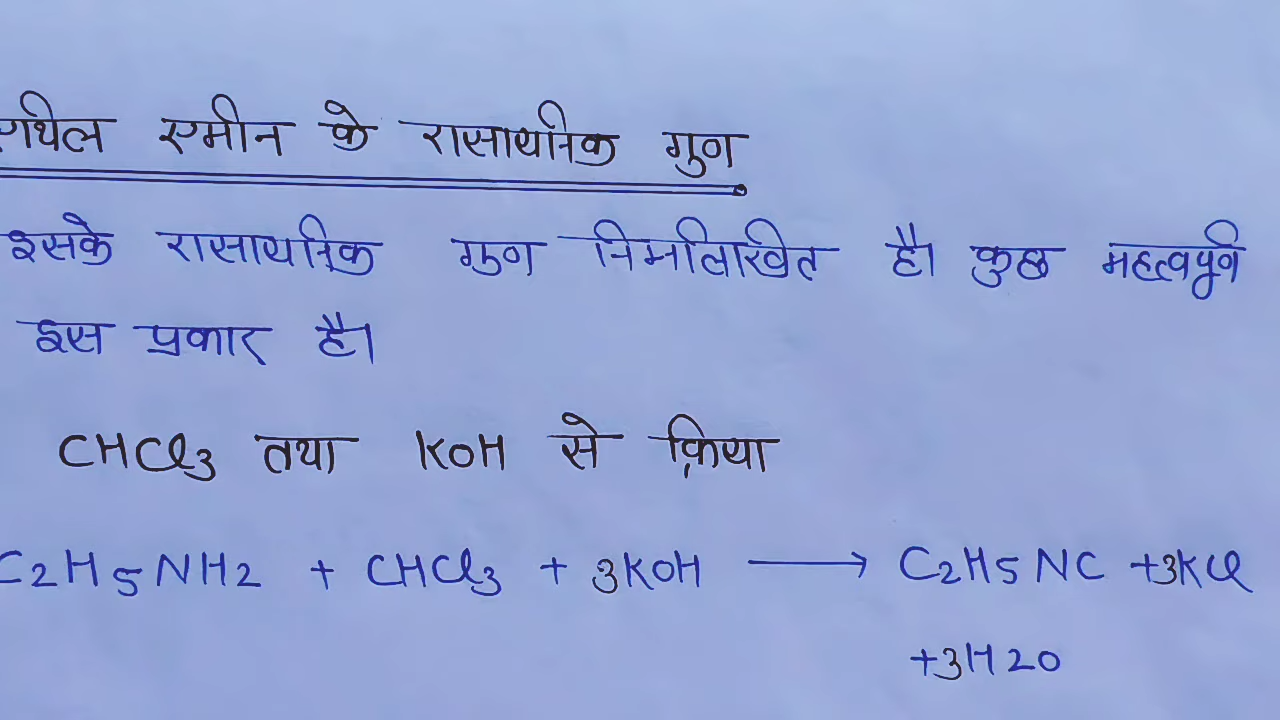 एथिल एमीन के रासायनिक गुण
इसके रासायनिक गुण निम्नलिखित है। कुछ महत्वपूर्ण
इस प्रकार है।
CHCl3 तथा KOH से क्रिया
C2H5NH2 + CHCl3 + 3KOH ⟶ C2H5NC +3KCl
+3H2O